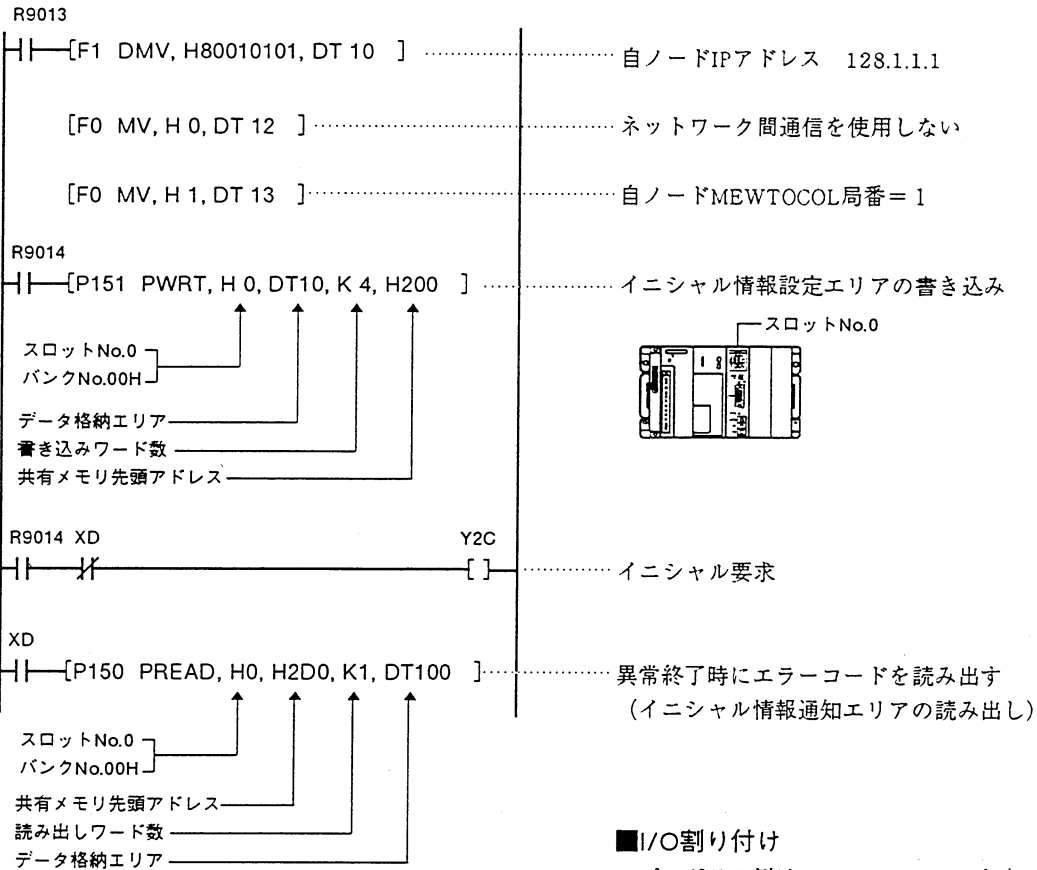 R9013
[F1 DMV, H80010101, DT 10 ] 自ノードIPアドレス 128.1.1.1
[F0 MV, H 0, DT 12 ] ネットワーク間通信を使用しない
[F0 MV, H 1, DT 13 ] 自ノードMEWTOCOL局番=1
R9014
[P151 PWRT, H 0, DT10, K 4, H200 ] イニシャル情報設定エリアの書き込み
スロットNo.0
スロットNo.0
バンクNo.00H
データ格納エリア
書き込みワード数
共有メモリ先頭アドレス
R9014 XD Y2C
イニシャル要求
XD
[P150 PREAD, H0, H2D0, K1, DT100 ] 異常終了時にエラーコードを読み出す
(イニシャル情報通知エリアの読み出し)
スロットNo.0
バンクNo.00H
共有メモリ先頭アドレス
読み出しワード数
データ格納エリア
■I/O割り付け